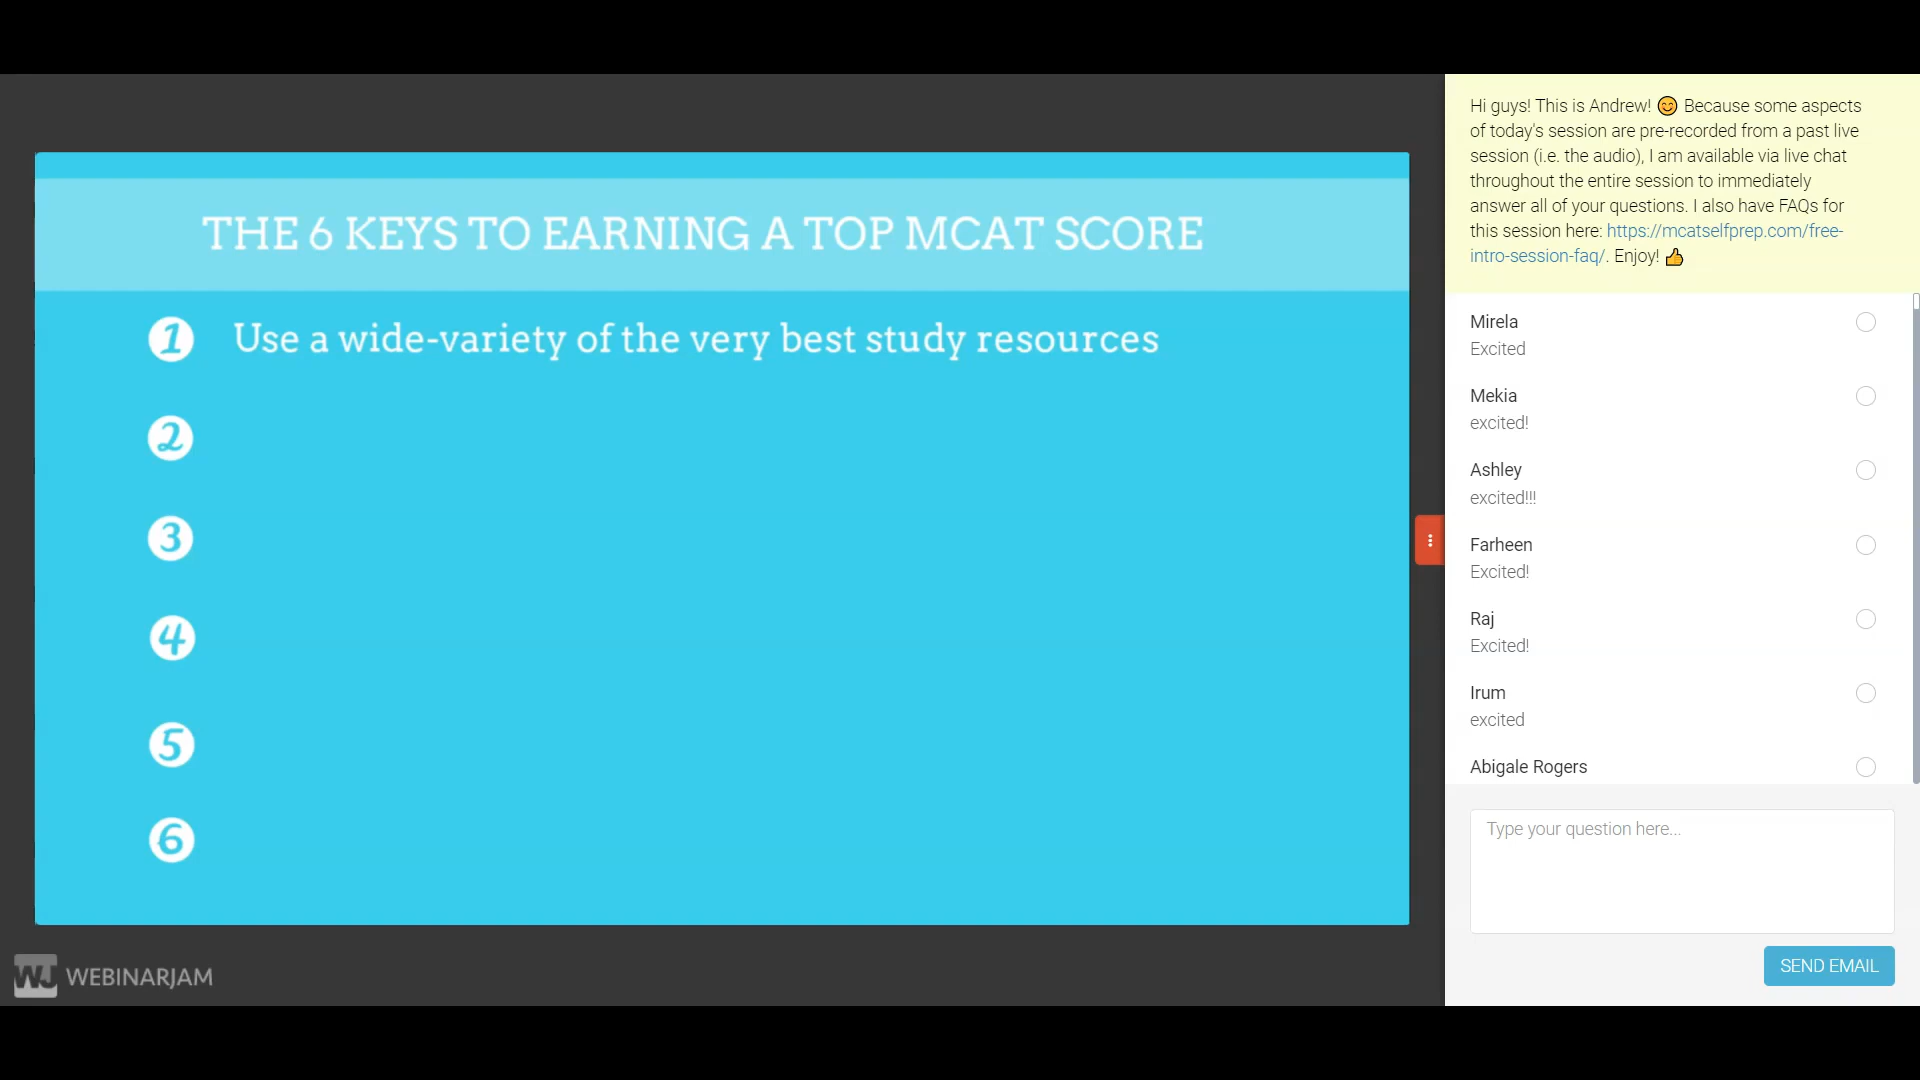 THE 6 KEYS TO EARNING A TOP MCAT SCORE
1 Use a wide-variety of the very best study resources
2
3
4
5
6
WJ WEBINARJAM
Hi guys! This is Andrew! 😊 Because some aspects
of today's session are pre-recorded from a past live
session (i.e. the audio), I am available via live chat
throughout the entire session to immediately
answer all of your questions. I also have FAQs for
this session here: https://mcatselfprep.com/free-
intro-session-faq/. Enjoy! 👍
Mirela
Excited
Mekia
excited!
Ashley
excited!!!
Farheen
Excited!
Raj
Excited!
Irum
excited
Abigale Rogers
Type your question here...
SEND EMAIL